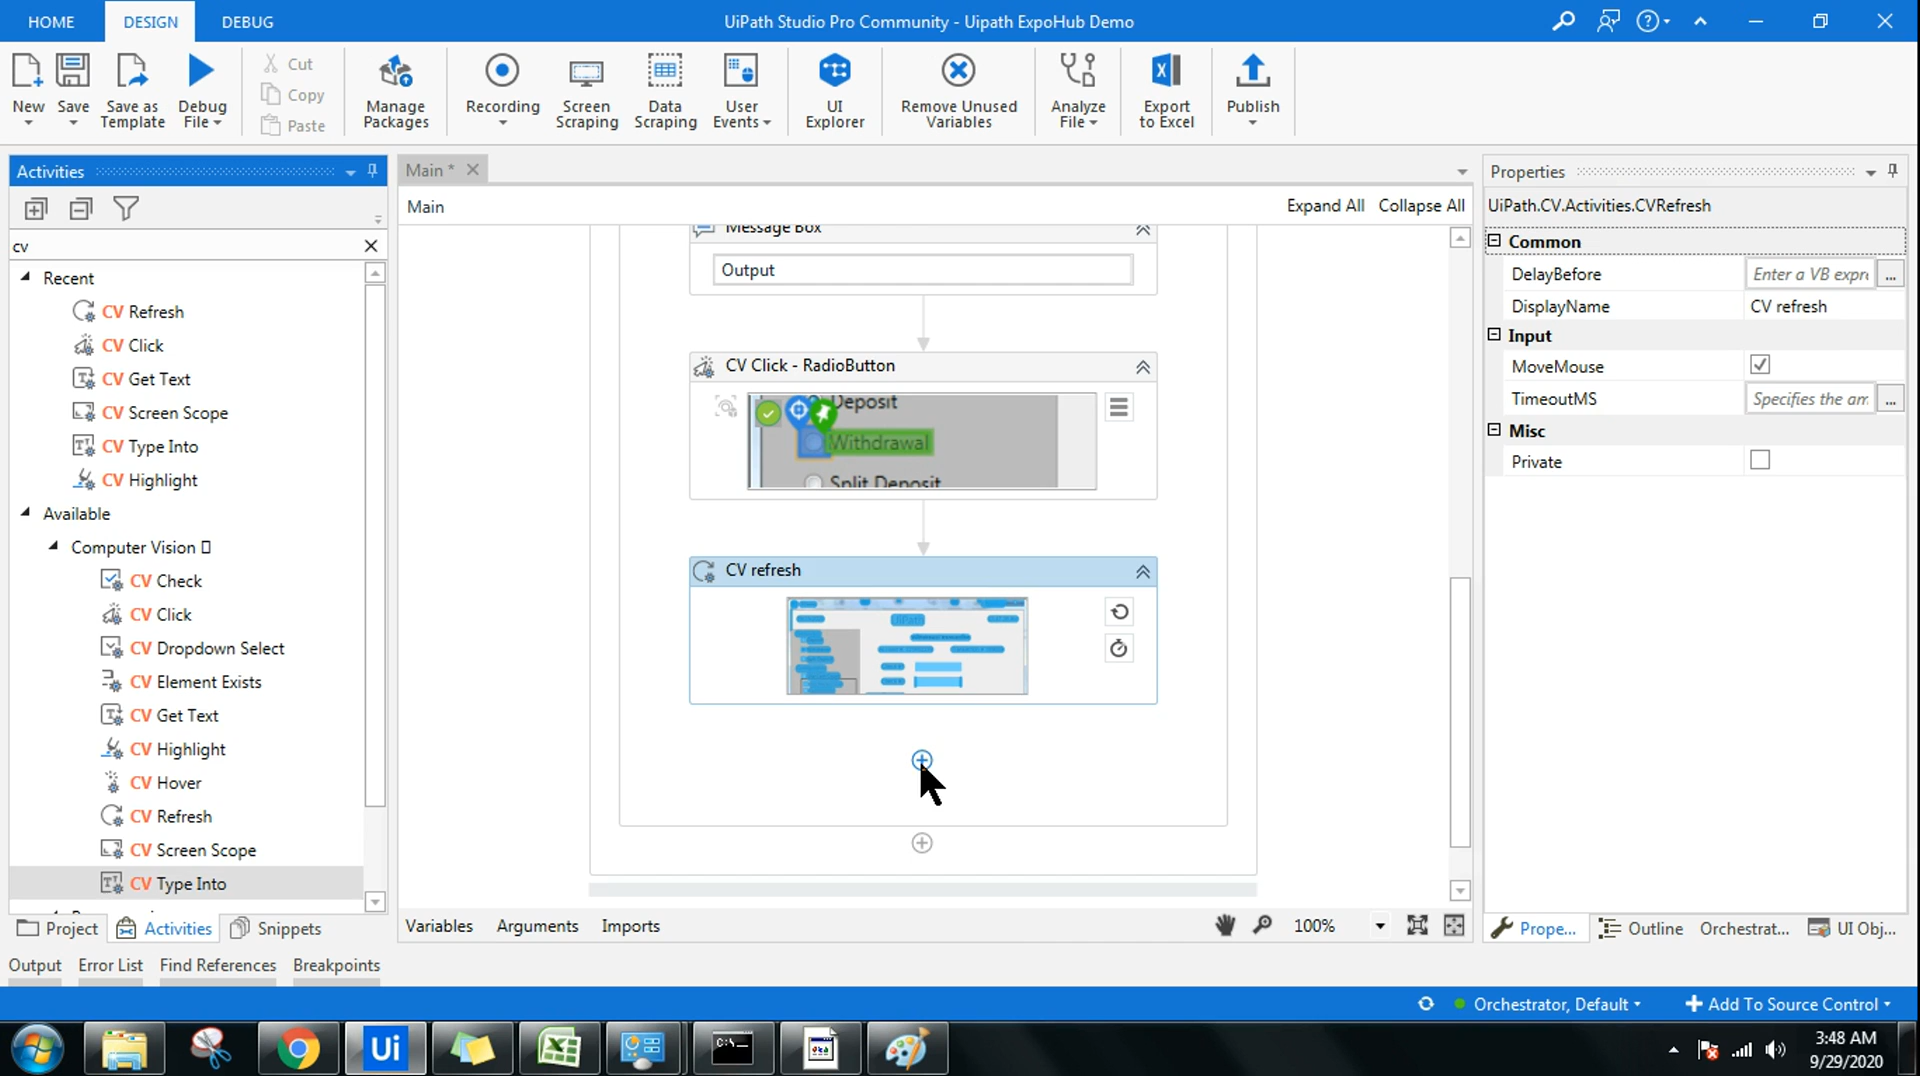 HOME DESIGN DEBUG UiPath Studio Pro Community - Uipath ExpoHub Demo
New Save Save as Template Debug File
Cut
Copy
Paste
Manage Packages
Recording
Screen Scraping
Data Scraping
User Events
UI Explorer
Remove Unused Variables
Analyze File
Export to Excel
Publish
Activities
cv
Recent
CV Refresh
CV Click
CV Get Text
CV Screen Scope
CV Type Into
CV Highlight
Available
Computer Vision
CV Check
CV Click
CV Dropdown Select
CV Element Exists
CV Get Text
CV Highlight
CV Hover
CV Refresh
CV Screen Scope
CV Type Into
Project Activities Snippets
Main *
Main Expand All Collapse All
Message Box
Output
CV Click - RadioButton
Deposit
Withdrawal
Split Deposit
CV refresh
UiPath
Variables Arguments Imports 100%
Properties
UiPath.CV.Activities.CVRefresh
Common
DelayBefore Enter a VB expre ...
DisplayName CV refresh
Input
MoveMouse
TimeoutMS Specifies the am ...
Misc
Private
Prope... Outline Orchestrat... UI Obj...
Output Error List Find References Breakpoints
Orchestrator, Default Add To Source Control
Ui
C:\
3:48 AM
9/29/2020